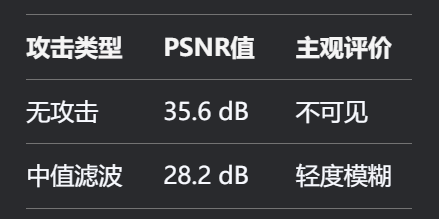 攻击类型 PSNR值 主观评价
无攻击 35.6 dB 不可见
中值滤波 28.2 dB 轻度模糊